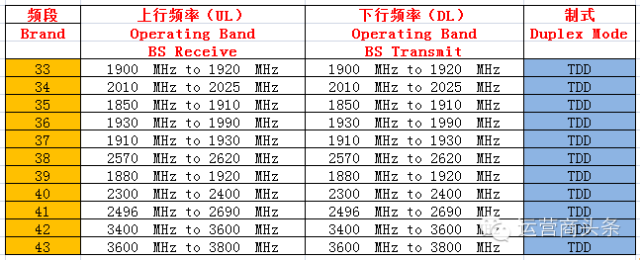 频段 上行频率（UL） 下行频率（DL） 制式
Brand Operating Band Operating Band Duplex Mode
BS Receive BS Transmit
33 1900 MHz to 1920 MHz 1900 MHz to 1920 MHz TDD
34 2010 MHz to 2025 MHz 2010 MHz to 2025 MHz TDD
35 1850 MHz to 1910 MHz 1850 MHz to 1910 MHz TDD
36 1930 MHz to 1990 MHz 1930 MHz to 1990 MHz TDD
37 1910 MHz to 1930 MHz 1910 MHz to 1930 MHz TDD
38 2570 MHz to 2620 MHz 2570 MHz to 2620 MHz TDD
39 1880 MHz to 1920 MHz 1880 MHz to 1920 MHz TDD
40 2300 MHz to 2400 MHz 2300 MHz to 2400 MHz TDD
41 2496 MHz to 2690 MHz 2496 MHz to 2690 MHz TDD
42 3400 MHz to 3600 MHz 3400 MHz to 3600 MHz TDD
43 3600 MHz to 3800 MHz 3600 MHz to 3800 MHz TDD
运营商头条